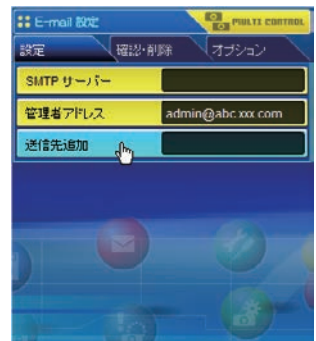 E-mail 設定
MULTI CONTROL
設定 確認・削除 オプション
SMTP サーバー
管理者アドレス admin@abc.xxx.com
送信先追加